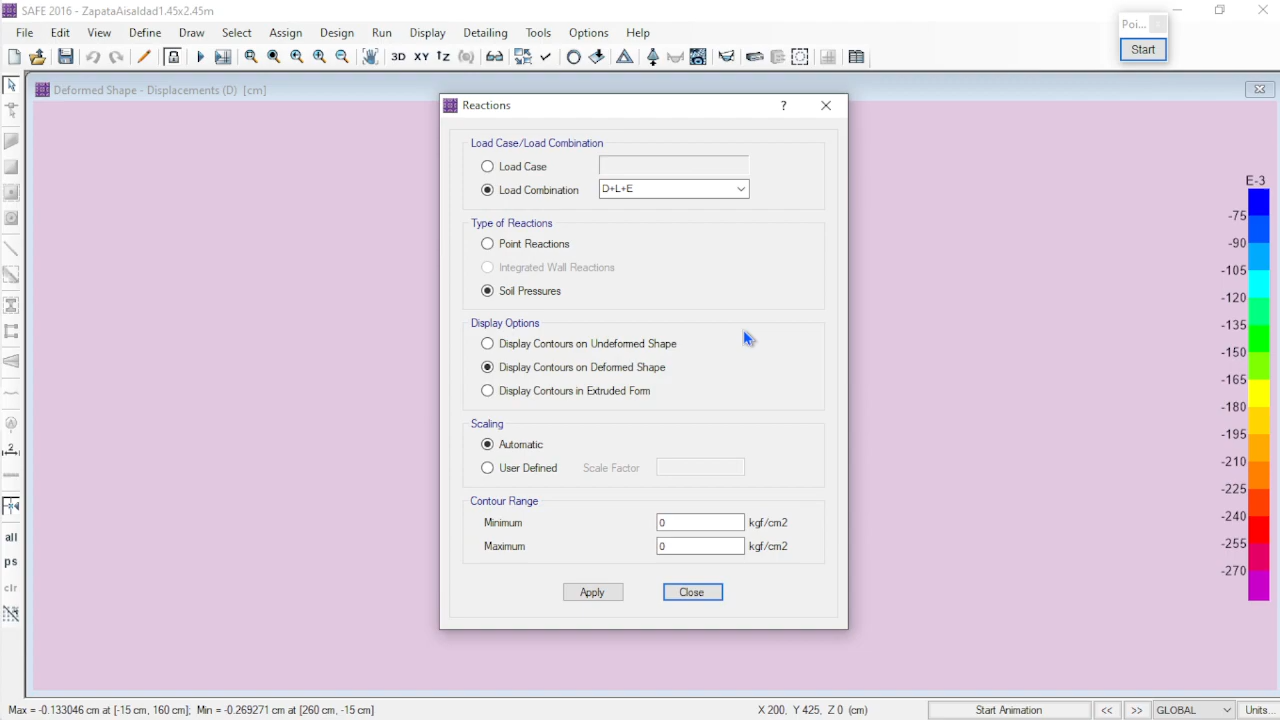 SAFE 2016 - ZapataAisaldad1.45x2.45m
Poi...
File Edit View Define Draw Select Assign Design Run Display Detailing Tools Options Help
Start
3D XY
Deformed Shape - Displacements (D) [cm]
Reactions
?
Load Case/Load Combination
Load Case
Load Combination D+L+E
Type of Reactions
Point Reactions
Integrated Wall Reactions
Soil Pressures
Display Options
Display Contours on Undeformed Shape
Display Contours on Deformed Shape
Display Contours in Extruded Form
Scaling
Automatic
User Defined Scale Factor
Contour Range
Minimum 0 kgf/cm2
Maximum 0 kgf/cm2
Apply Close
E-3
-75
-90
-105
-120
-135
-150
-165
-180
-195
-210
-225
-240
-255
-270
all
ps
clr
Max = -0.133046 cm at [-15 cm, 160 cm]; Min = -0.269271 cm at [260 cm, -15 cm]
X 200, Y 425, Z 0 (cm)
Start Animation << >> GLOBAL Units...